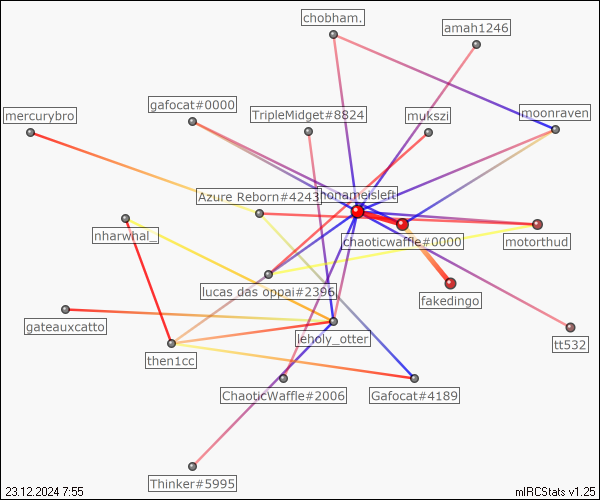 chobham.
amah1246
gafocat#0000
mercurybro
TripleMidget#8824
mukszi
moonraven
nonameisleft
Azure Reborn#4243
nharwhal_
chaoticwaffle#0000
motorthud
lucas das oppai#2396
fakedingo
gateauxcatto
leholy_otter
tt532
then1cc
ChaoticWaffle#2006
Gafocat#4189
Thinker#5995
23.12.2024 7:55
mIRCStats v1.25